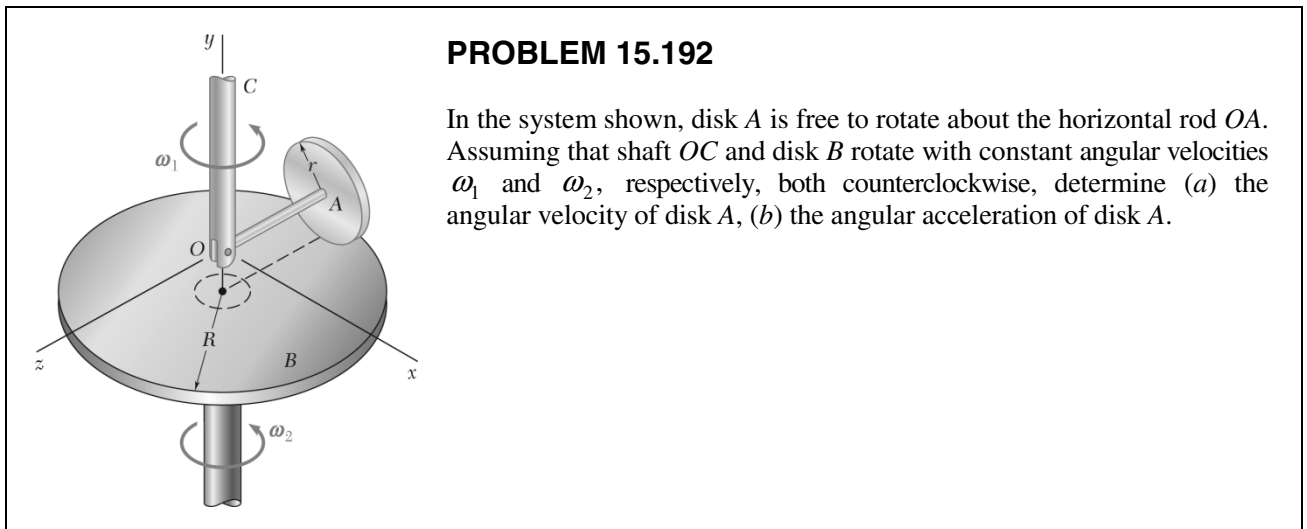 PROBLEM 15.192
In the system shown, disk A is free to rotate about the horizontal rod OA.
Assuming that shaft OC and disk B rotate with constant angular velocities
ω₁ and ω₂, respectively, both counterclockwise, determine (a) the
angular velocity of disk A, (b) the angular acceleration of disk A.
y
C
ω₁
r
A
O
R
B
z
x
ω₂